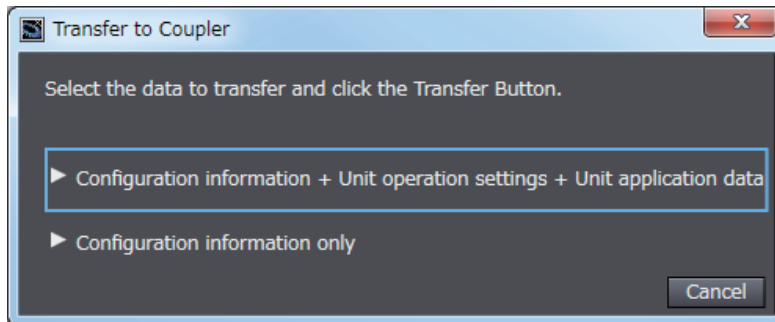 Transfer to Coupler
Select the data to transfer and click the Transfer Button.
Configuration information + Unit operation settings + Unit application data
Configuration information only
Cancel